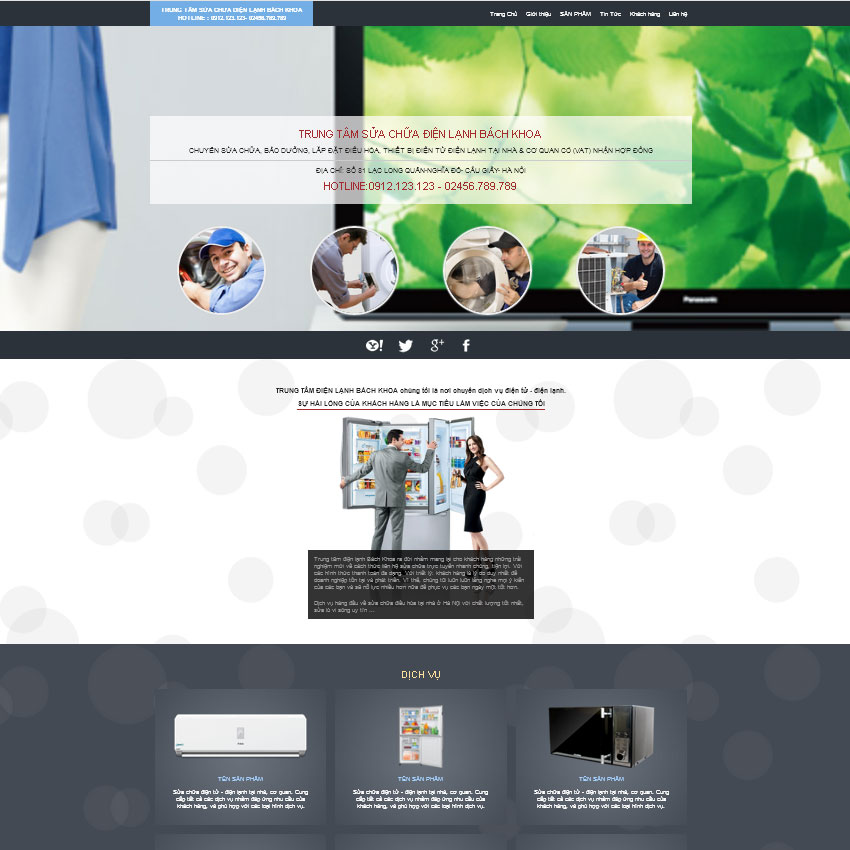 TRUNG TÂM SỬA CHỮA ĐIỆN LẠNH BÁCH KHOA
HOTLINE : 0912.123.123- 02456.789.789
Trang Chủ Giới thiệu SẢN PHẨM Tin Tức Khách hàng Liên hệ
TRUNG TÂM SỬA CHỮA ĐIỆN LẠNH BÁCH KHOA
CHUYÊN SỬA CHỮA, BẢO DƯỠNG, LẮP ĐẶT ĐIỀU HÒA, THIẾT BỊ ĐIỆN TỬ ĐIỆN LẠNH TẠI NHÀ & CƠ QUAN CÓ (VAT) NHẬN HỢP ĐỒNG
ĐỊA CHỈ: SỐ 81 LẠC LONG QUÂN-NGHĨA ĐÔ- CẦU GIẤY- HÀ NỘI
HOTLINE:0912.123.123 - 02456.789.789
Panasonic
TRUNG TÂM ĐIỆN LẠNH BÁCH KHOA chúng tôi là nơi chuyên dịch vụ điện tử - điện lạnh.
SỰ HÀI LÒNG CỦA KHÁCH HÀNG LÀ MỤC TIÊU LÀM VIỆC CỦA CHÚNG TÔI
Trung tâm điện lạnh Bách Khoa ra đời nhằm mang lại cho khách hàng những trải
nghiệm mới về cách thức liên hệ sửa chữa trực tuyến nhanh chóng, tiện lợi. Với
các hình thức thanh toán đa dạng. Với triết lý: khách hàng là lý do duy nhất để
doanh nghiệp tồn tại và phát triển. Vì thế, chúng tôi luôn luôn lắng nghe mọi ý kiến
của các bạn và sẽ nỗ lực nhiều hơn nữa để phục vụ các bạn ngày một tốt hơn.
Dịch vụ hàng đầu về sửa chữa điều hòa tại nhà ở Hà Nội với chất lượng tốt nhất,
sửa lò vi sóng uy tín ...
DỊCH VỤ
TÊN SẢN PHẨM TÊN SẢN PHẨM TÊN SẢN PHẨM
Sửa chữa điện tử - điện lạnh tại nhà, cơ quan. Cung
cấp tất cả các dịch vụ nhằm đáp ứng nhu cầu của
khách hàng, và phù hợp với các loại hình dịch vụ.
Sửa chữa điện tử - điện lạnh tại nhà, cơ quan. Cung
cấp tất cả các dịch vụ nhằm đáp ứng nhu cầu của
khách hàng, và phù hợp với các loại hình dịch vụ.
Sửa chữa điện tử - điện lạnh tại nhà, cơ quan. Cung
cấp tất cả các dịch vụ nhằm đáp ứng nhu cầu của
khách hàng, và phù hợp với các loại hình dịch vụ.